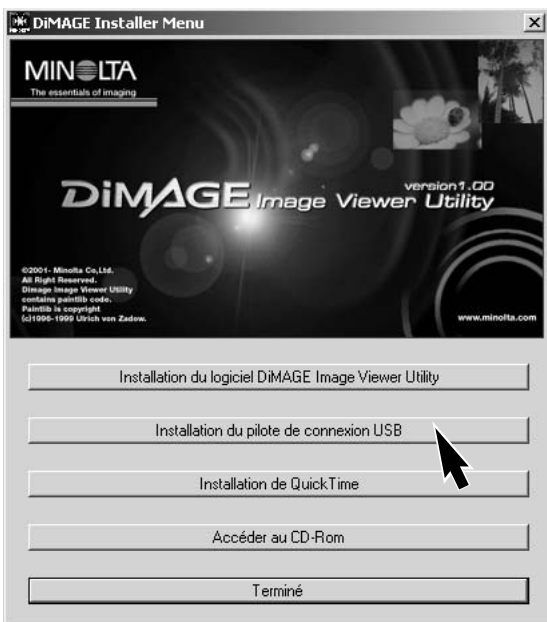 DiMAGE Installer Menu
MINOLTA
The essentials of imaging
DiMAGE Image Viewer Utility
version1.00
©2001- Minolta Co,Ltd.
All Right Reserved.
Dimage Image Viewer Utility
contains paintlib code.
Paintlib is copyright
(c)1996-1999 Ulrich von Zadow.
www.minolta.com
Installation du logiciel DiMAGE Image Viewer Utility
Installation du pilote de connexion USB
Installation de QuickTime
Accéder au CD-Rom
Terminé